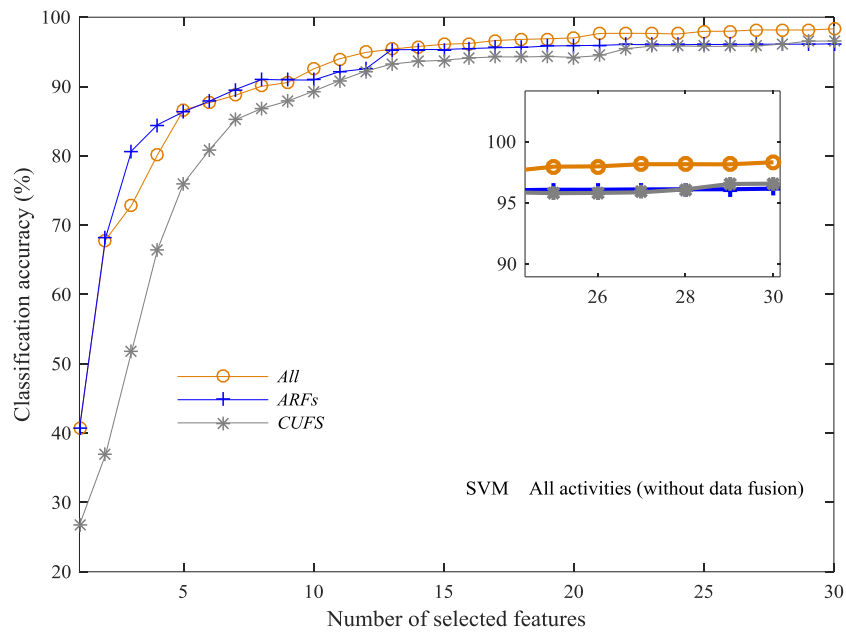 100
90
80
70
60
50
40
30
20
Classification accuracy (%)
100
95
90
26 28 30
All
ARFs
CUFS
SVM All activities (without data fusion)
5 10 15 20 25 30
Number of selected features